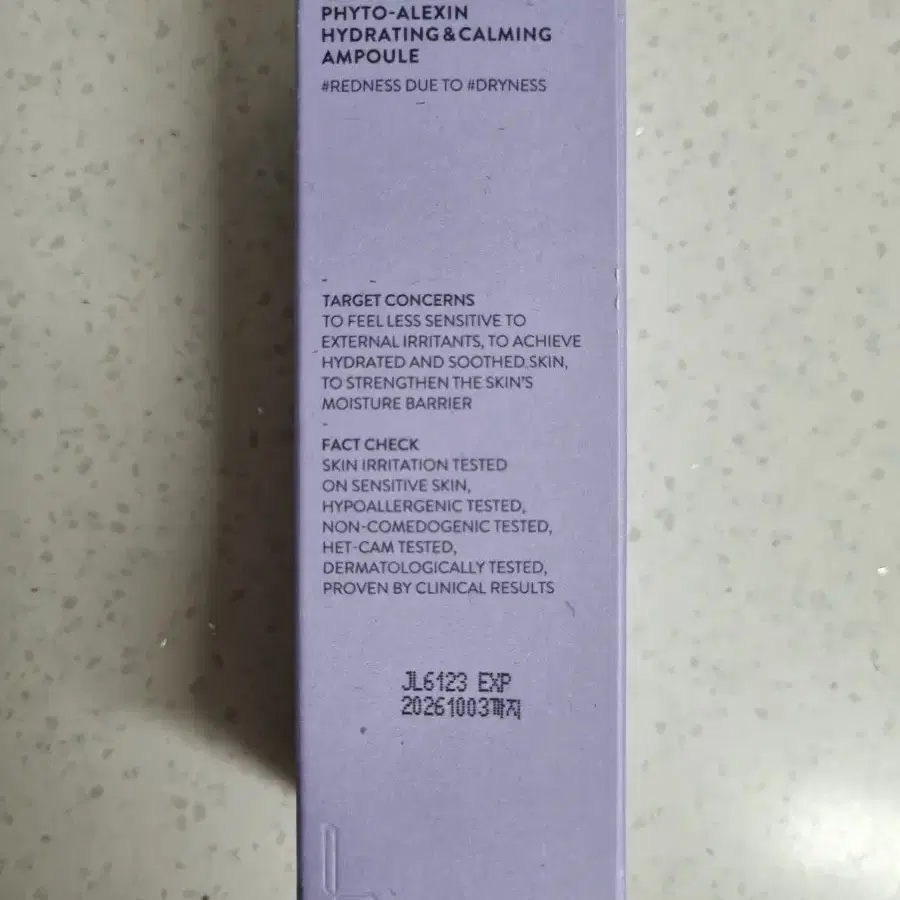 PHYTO-ALEXIN
HYDRATING & CALMING
AMPOULE
#REDNESS DUE TO #DRYNESS
TARGET CONCERNS
TO FEEL LESS SENSITIVE TO
EXTERNAL IRRITANTS, TO ACHIEVE
HYDRATED AND SOOTHED SKIN,
TO STRENGTHEN THE SKIN'S
MOISTURE BARRIER
FACT CHECK
SKIN IRRITATION TESTED
ON SENSITIVE SKIN,
HYPOALLERGENIC TESTED,
NON-COMEDOGENIC TESTED,
HET-CAM TESTED,
DERMATOLOGICALLY TESTED,
PROVEN BY CLINICAL RESULTS
JL6123 EXP
20261003까지